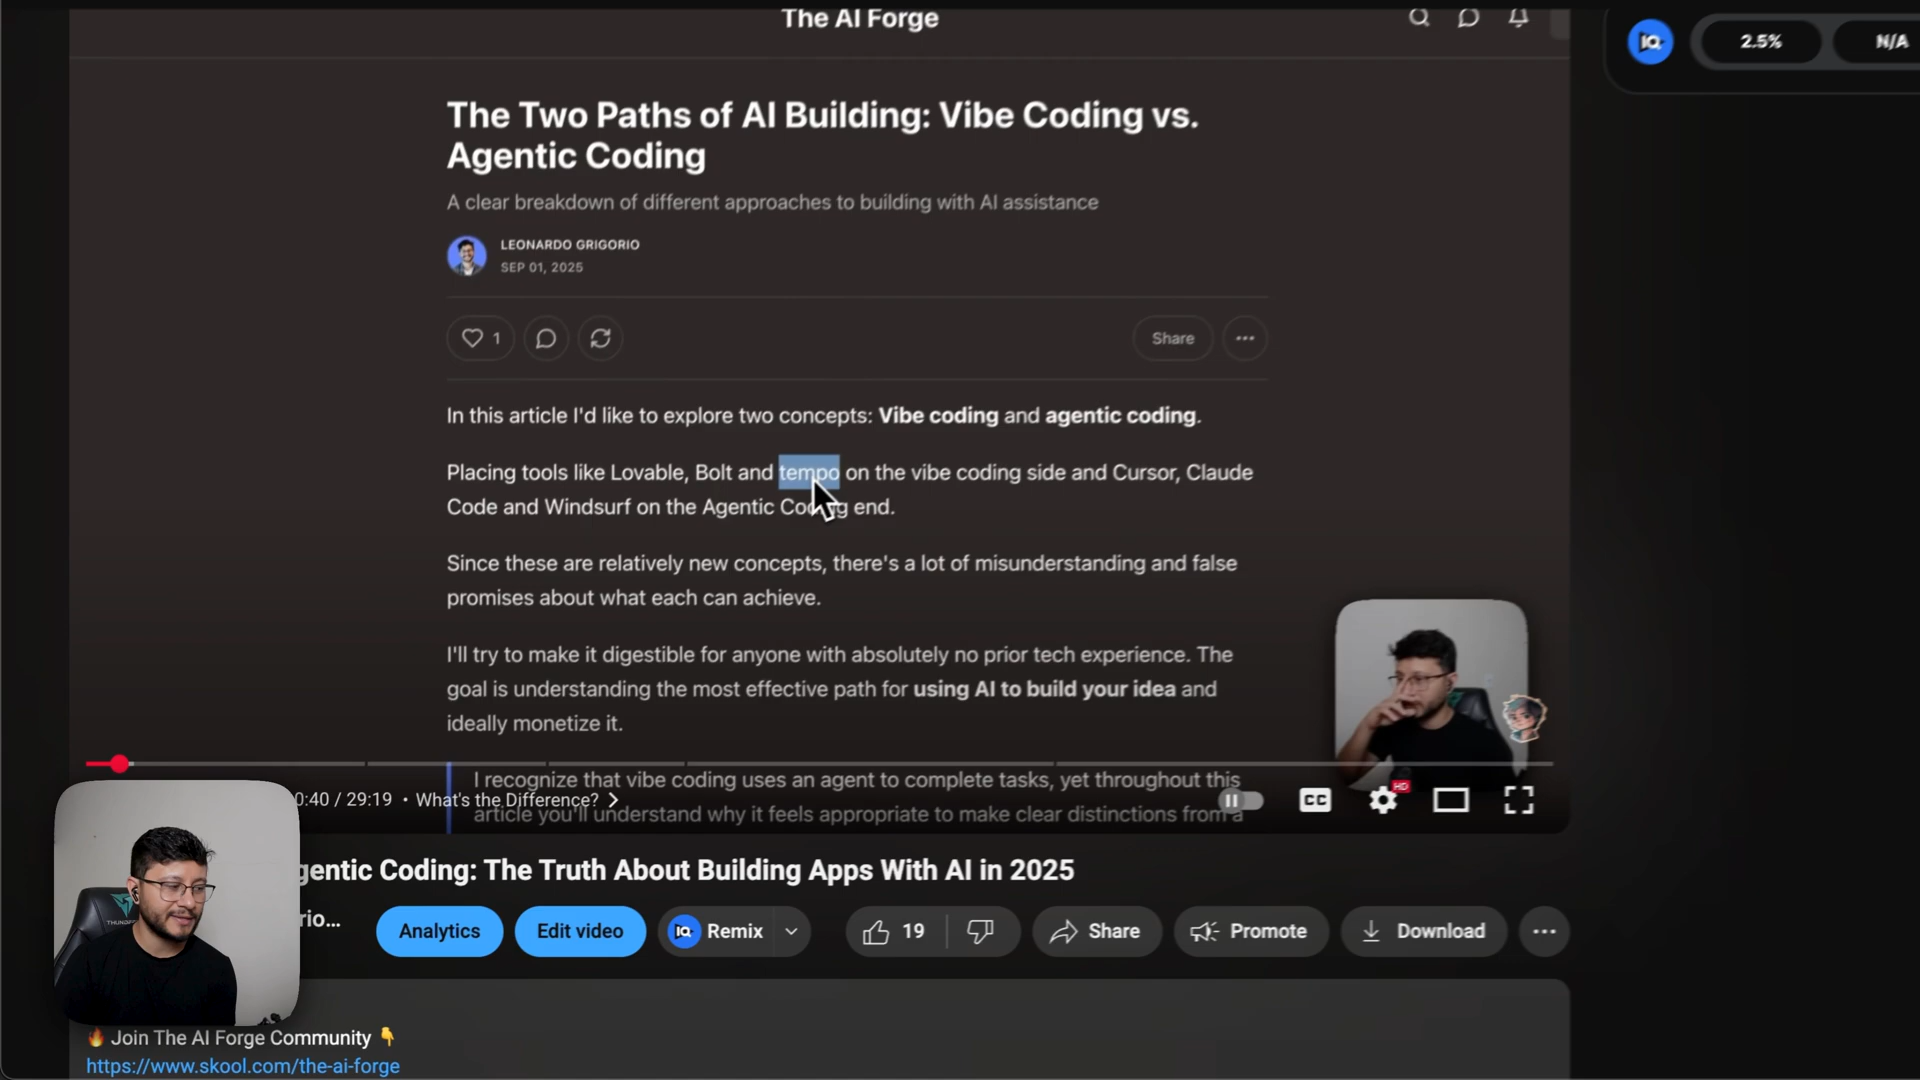 The AI Forge
IQ
2.5%
N/A
The Two Paths of AI Building: Vibe Coding vs.
Agentic Coding
A clear breakdown of different approaches to building with AI assistance
LEONARDO GRIGORIO
SEP 01, 2025
1
Share
In this article I'd like to explore two concepts: Vibe coding and agentic coding.
Placing tools like Lovable, Bolt and tempo on the vibe coding side and Cursor, Claude
Code and Windsurf on the Agentic Coding end.
Since these are relatively new concepts, there's a lot of misunderstanding and false
promises about what each can achieve.
I'll try to make it digestible for anyone with absolutely no prior tech experience. The
goal is understanding the most effective path for using AI to build your idea and
ideally monetize it.
I recognize that vibe coding uses an agent to complete tasks, yet throughout this
article you'll understand why it feels appropriate to make clear distinctions from a
0:40 / 29:19 • What's the Difference?
CC
HD
gentic Coding: The Truth About Building Apps With AI in 2025
rio...
Analytics
Edit video
IQ
Remix
19
Share
Promote
Download
🔥 Join The AI Forge Community 👇
https://www.skool.com/the-ai-forge